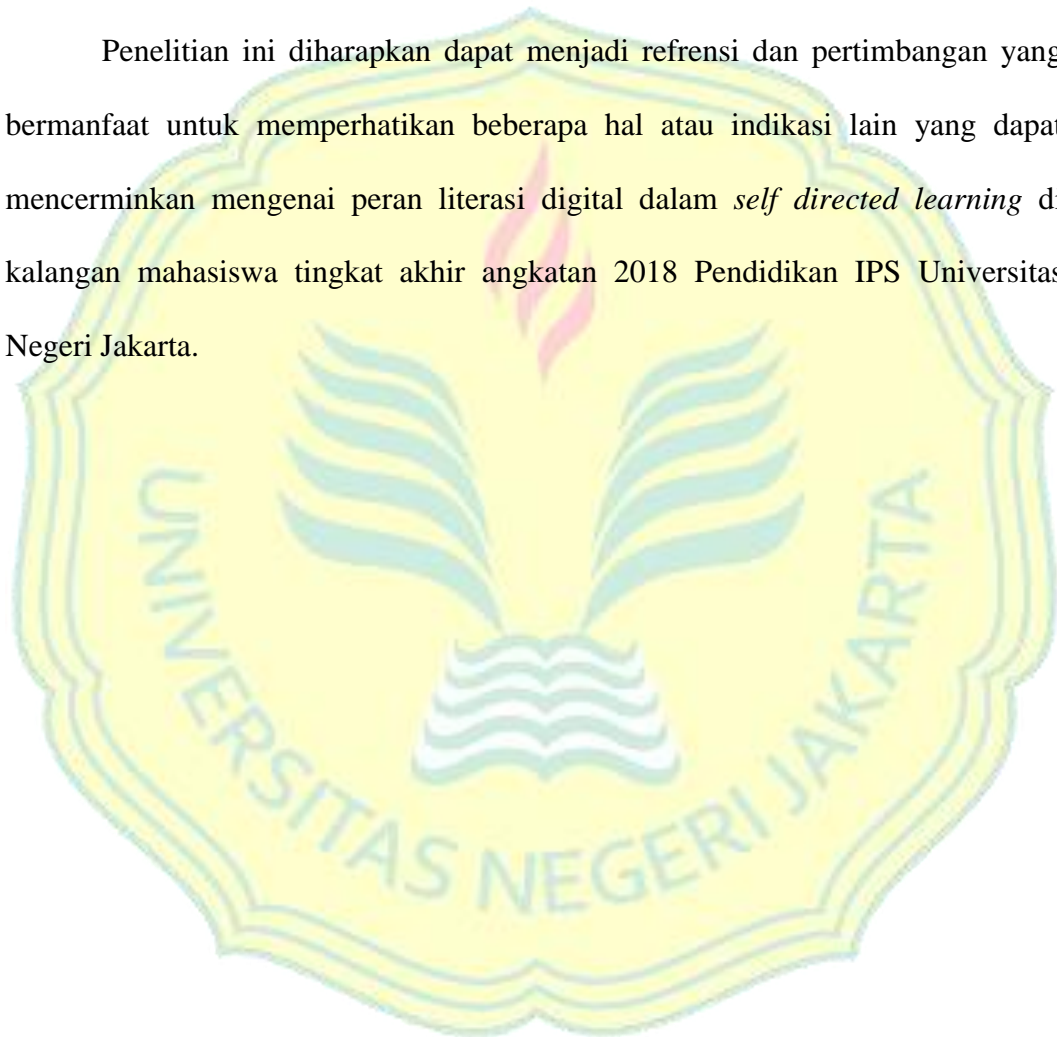 Penelitian ini diharapkan dapat menjadi refrensi dan pertimbangan yang
bermanfaat untuk memperhatikan beberapa hal atau indikasi lain yang dapat
mencerminkan mengenai peran literasi digital dalam self directed learning di
kalangan mahasiswa tingkat akhir angkatan 2018 Pendidikan IPS Universitas
Negeri Jakarta.
UNIVERSITAS NEGERI JAKARTA